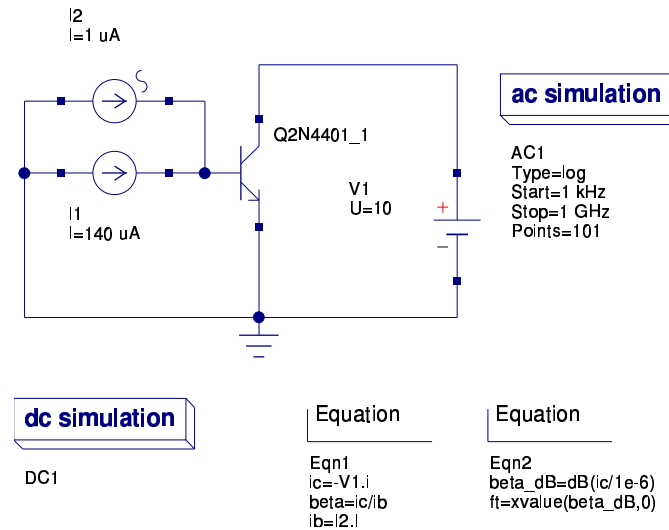 I2
I=1 uA
ac simulation
Q2N4401_1
AC1
Type=log
Start=1 kHz
Stop=1 GHz
Points=101
V1
U=10
+
−
I1
I=140 uA
dc simulation
DC1
Equation
Eqn1
ic=-V1.i
beta=ic/ib
ib=I2.I
Equation
Eqn2
beta_dB=dB(ic/1e-6)
ft=xvalue(beta_dB,0)